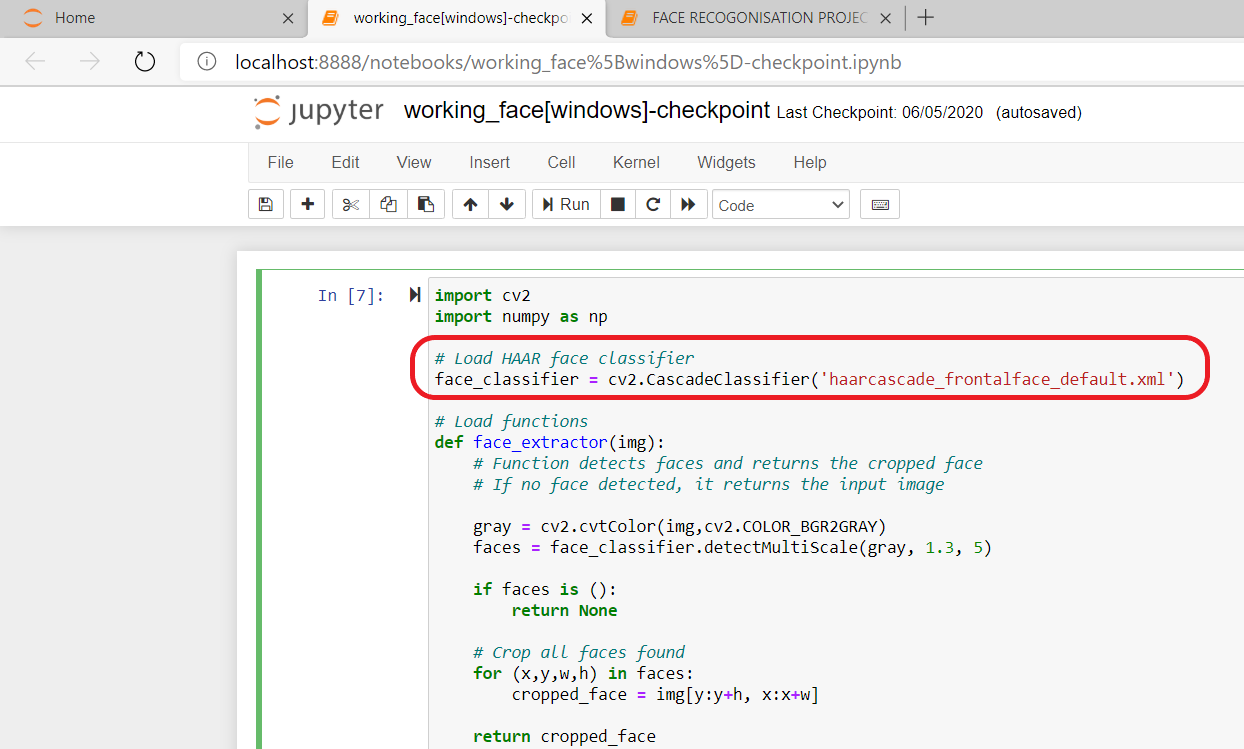 Home
working_face[windows]-checkpo
FACE RECOGONISATION PROJEC
localhost:8888/notebooks/working_face%5Bwindows%5D-checkpoint.ipynb
jupyter working_face[windows]-checkpoint Last Checkpoint: 06/05/2020 (autosaved)
File Edit View Insert Cell Kernel Widgets Help
Run Code
In [7]:
import cv2
import numpy as np
# Load HAAR face classifier
face_classifier = cv2.CascadeClassifier('haarcascade_frontalface_default.xml')
# Load functions
def face_extractor(img):
# Function detects faces and returns the cropped face
# If no face detected, it returns the input image
gray = cv2.cvtColor(img,cv2.COLOR_BGR2GRAY)
faces = face_classifier.detectMultiScale(gray, 1.3, 5)
if faces is ():
return None
# Crop all faces found
for (x,y,w,h) in faces:
cropped_face = img[y:y+h, x:x+w]
return cropped_face